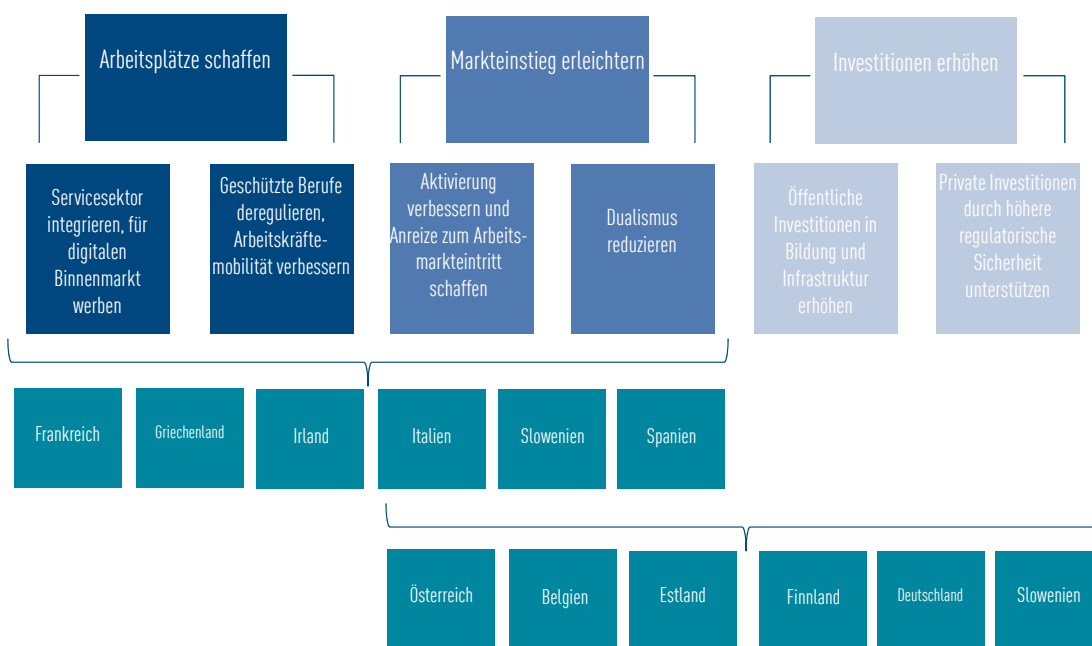 Arbeitsplätze schaffen
Markteinstieg erleichtern
Investitionen erhöhen
Servicesektor
integrieren, für
digitalen
Binnenmarkt
werben
Geschützte Berufe
deregulieren,
Arbeitskräfte-
mobilität verbessern
Aktivierung
verbessern und
Anreize zum Arbeits-
markteintritt
schaffen
Dualismus
reduzieren
Öffentliche
Investitionen in
Bildung und
Infrastruktur
erhöhen
Private Investitionen
durch höhere
regulatorische
Sicherheit
unterstützen
Frankreich
Griechenland
Irland
Italien
Slowenien
Spanien
Österreich
Belgien
Estland
Finnland
Deutschland
Slowenien